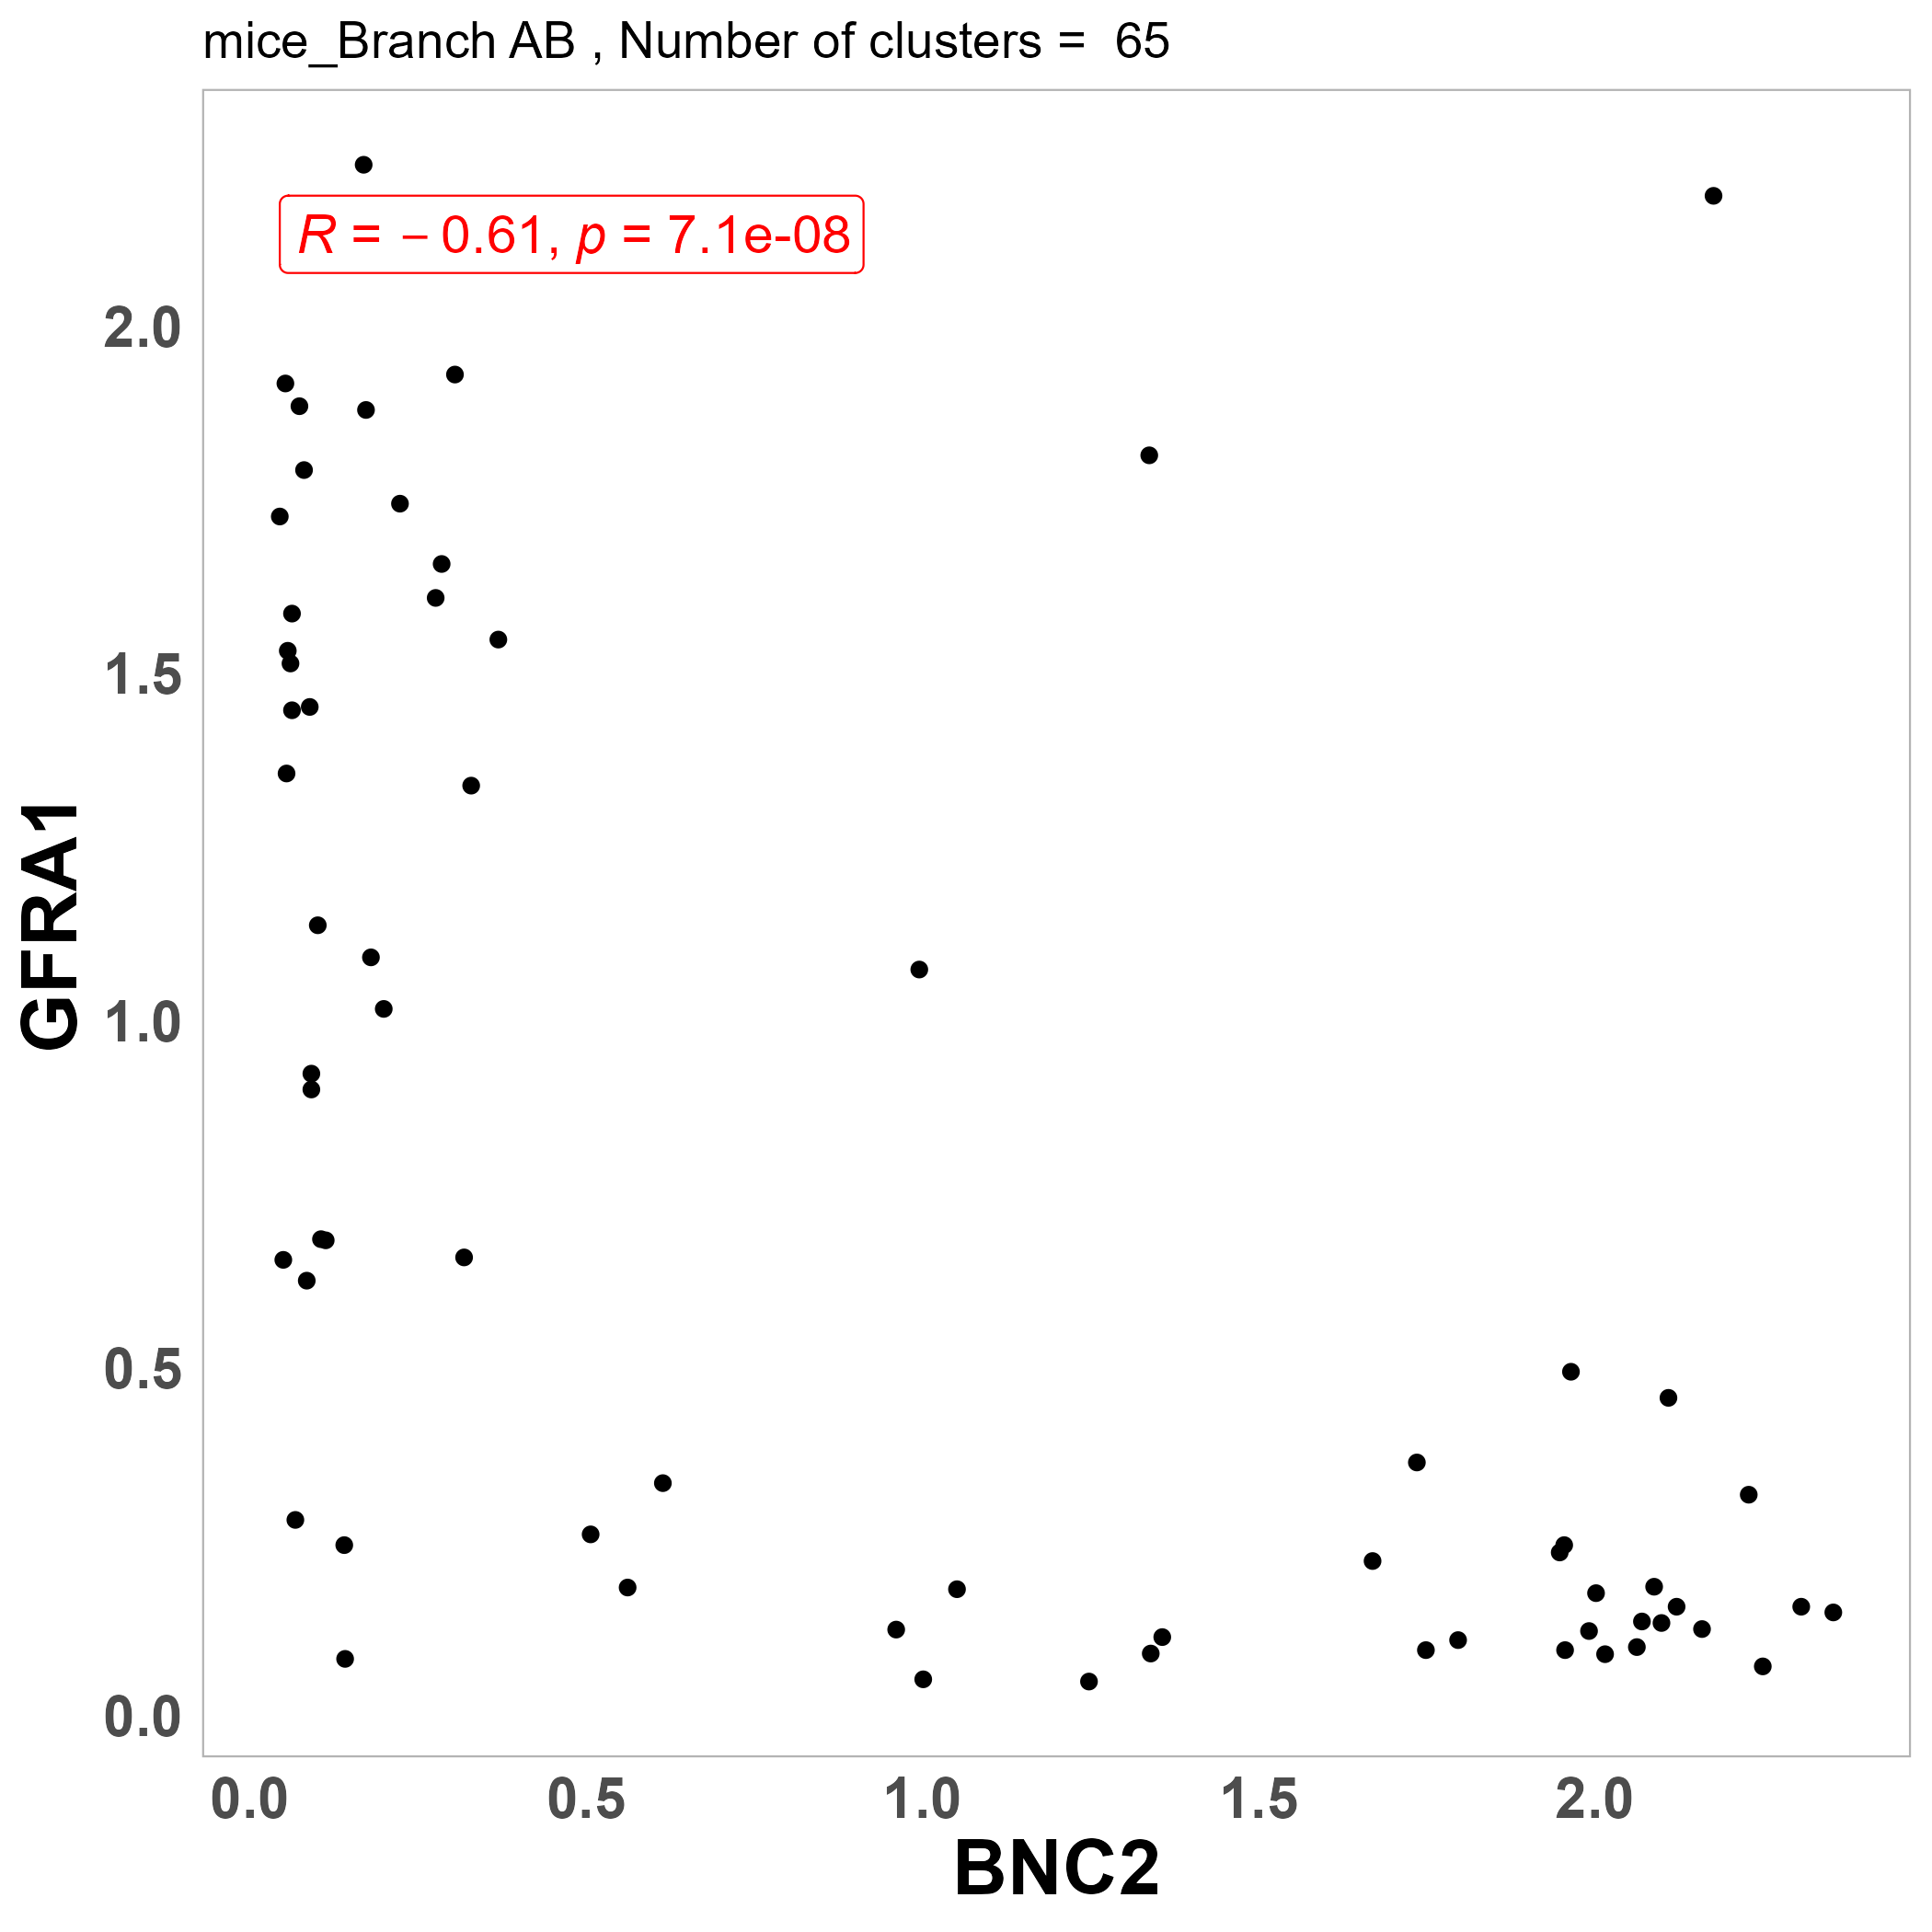 mice_Branch AB , Number of clusters =  65
R = – 0.61, p = 7.1e-08
2.0
1.5
1.0
0.5
0.0
GFRA1
0.0 0.5 1.0 1.5 2.0
BNC2